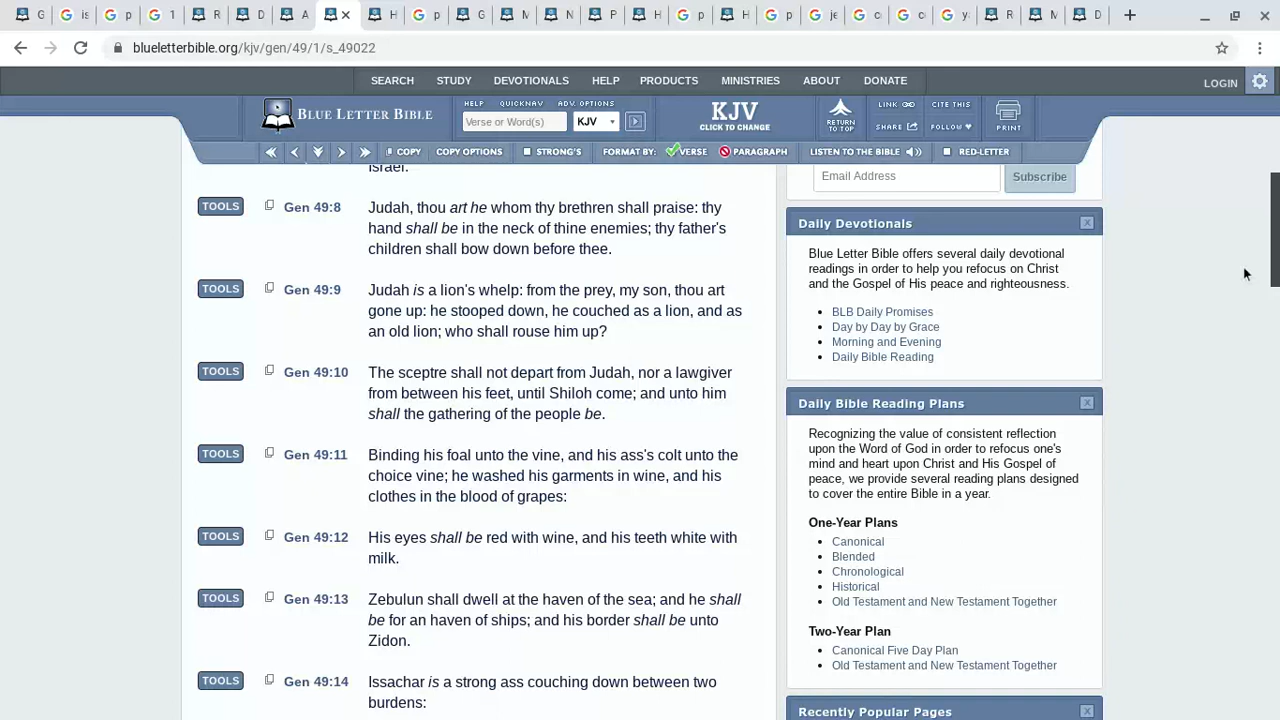 is
p
1
R
D
A
H
p
G
M
N
P
H
p
H
p
je
c
c
y
R
M
D
blueletterbible.org/kjv/gen/49/1/s_49022
SEARCH STUDY DEVOTIONALS HELP PRODUCTS MINISTRIES ABOUT DONATE
LOGIN
BLUE LETTER BIBLE
HELP QUICKNAV ADV. OPTIONS
Verse or Word(s) KJV
KJV
CLICK TO CHANGE
RETURN
TO TOP
LINK CITE THIS
SHARE FOLLOW
PRINT
COPY COPY OPTIONS STRONG'S FORMAT BY: VERSE PARAGRAPH LISTEN TO THE BIBLE RED-LETTER
Israel.
TOOLS Gen 49:8 Judah, thou art he whom thy brethren shall praise: thy
hand shall be in the neck of thine enemies; thy father's
children shall bow down before thee.
TOOLS Gen 49:9 Judah is a lion's whelp: from the prey, my son, thou art
gone up: he stooped down, he couched as a lion, and as
an old lion; who shall rouse him up?
TOOLS Gen 49:10 The sceptre shall not depart from Judah, nor a lawgiver
from between his feet, until Shiloh come; and unto him
shall the gathering of the people be.
TOOLS Gen 49:11 Binding his foal unto the vine, and his ass's colt unto the
choice vine; he washed his garments in wine, and his
clothes in the blood of grapes:
TOOLS Gen 49:12 His eyes shall be red with wine, and his teeth white with
milk.
TOOLS Gen 49:13 Zebulun shall dwell at the haven of the sea; and he shall
be for an haven of ships; and his border shall be unto
Zidon.
TOOLS Gen 49:14 Issachar is a strong ass couching down between two
burdens:
Email Address Subscribe
Daily Devotionals
Blue Letter Bible offers several daily devotional
readings in order to help you refocus on Christ
and the Gospel of His peace and righteousness.
BLB Daily Promises
Day by Day by Grace
Morning and Evening
Daily Bible Reading
Daily Bible Reading Plans
Recognizing the value of consistent reflection
upon the Word of God in order to refocus one's
mind and heart upon Christ and His Gospel of
peace, we provide several reading plans designed
to cover the entire Bible in a year.
One-Year Plans
Canonical
Blended
Chronological
Historical
Old Testament and New Testament Together
Two-Year Plan
Canonical Five Day Plan
Old Testament and New Testament Together
Recently Popular Pages